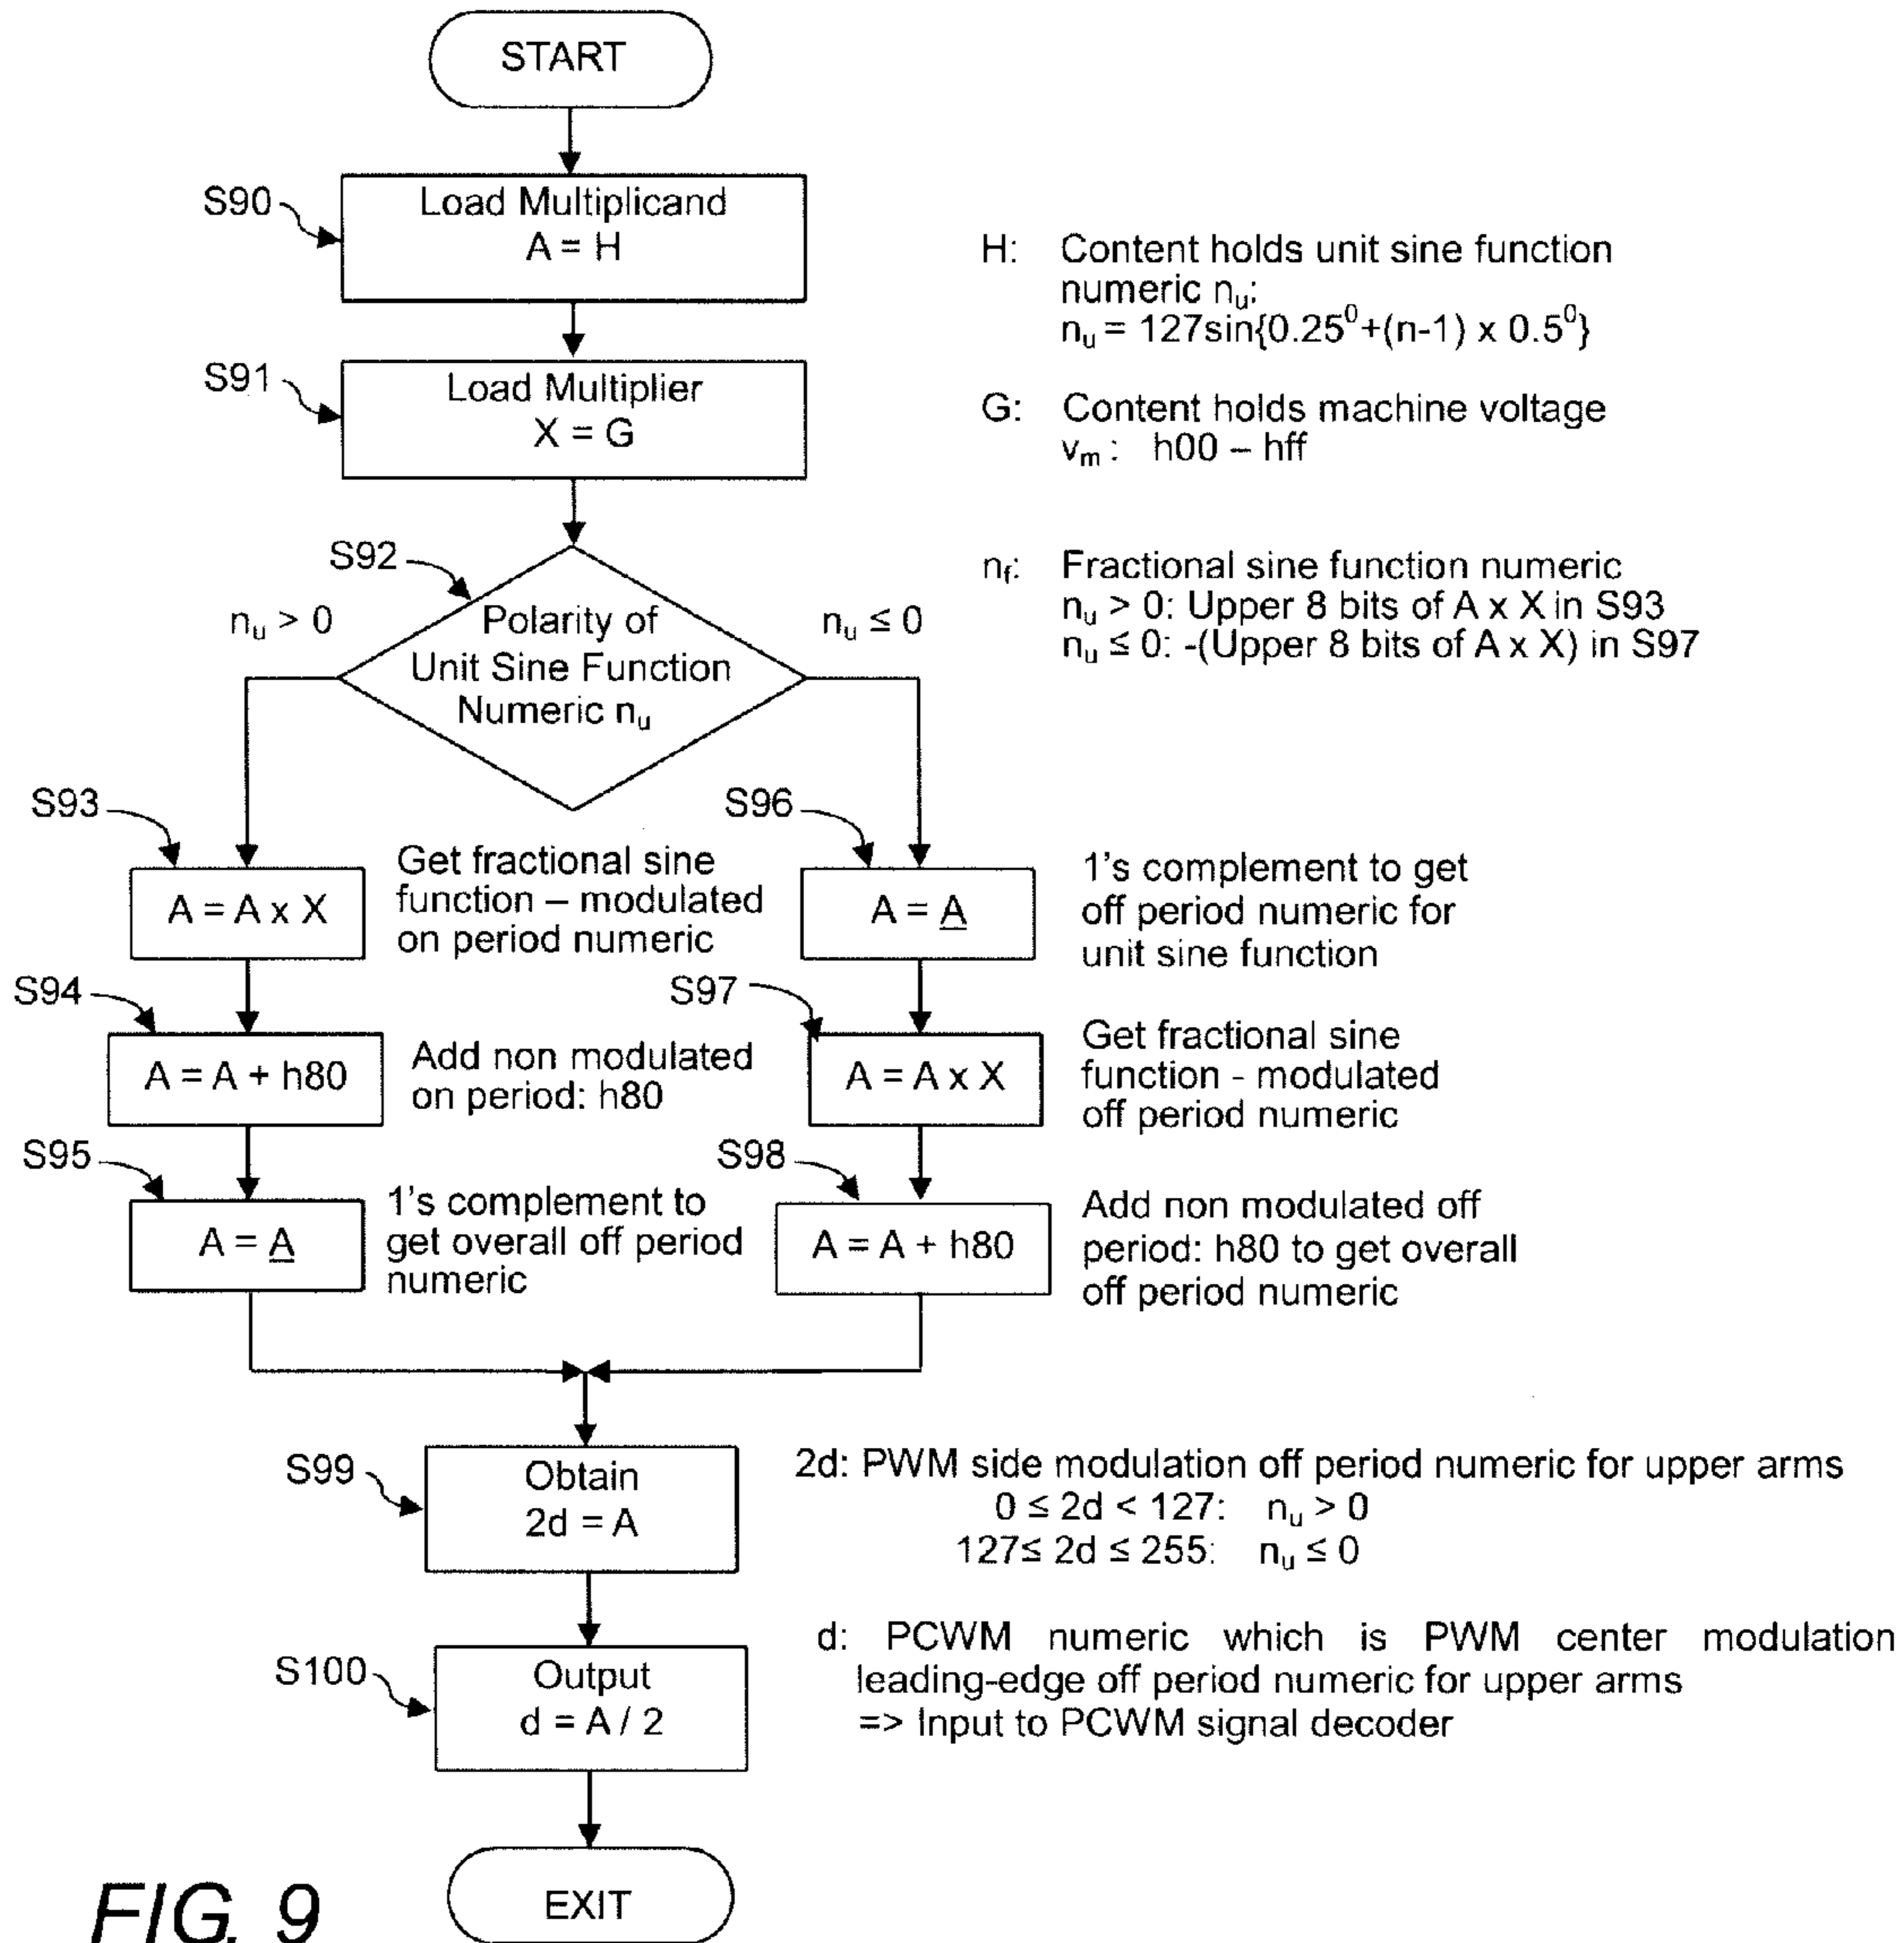 START
S90
Load Multiplicand
A = H
H: Content holds unit sine function
numeric nᵤ:
nᵤ = 127sin{0.25⁰+(n-1) x 0.5⁰}
S91
Load Multiplier
X = G
G: Content holds machine voltage
vₘ : h00 – hff
S92
nᵤ > 0
Polarity of
Unit Sine Function
Numeric nᵤ
nᵤ ≤ 0
n_f: Fractional sine function numeric
nᵤ > 0: Upper 8 bits of A x X in S93
nᵤ ≤ 0: -(Upper 8 bits of A x X) in S97
S93
A = A x X
Get fractional sine
function – modulated
on period numeric
S94
A = A + h80
Add non modulated
on period: h80
S95
A = A̲
1's complement to
get overall off period
numeric
S96
A = A̲
1's complement to get
off period numeric for
unit sine function
S97
A = A x X
Get fractional sine
function - modulated
off period numeric
S98
A = A + h80
Add non modulated off
period: h80 to get overall
off period numeric
S99
Obtain
2d = A
2d: PWM side modulation off period numeric for upper arms
0 ≤ 2d < 127: nᵤ > 0
127≤ 2d ≤ 255: nᵤ ≤ 0
S100
Output
d = A / 2
d: PCWM numeric which is PWM center modulation
leading-edge off period numeric for upper arms
=> Input to PCWM signal decoder
EXIT
FIG. 9